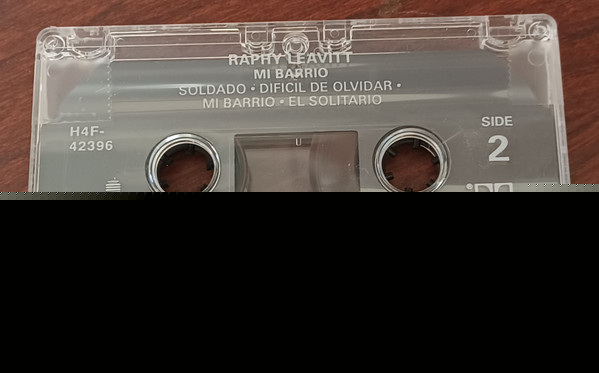 RAPHY LEAVITT
MI BARRIO
SOLDADO • DIFICIL DE OLVIDAR •
MI BARRIO • EL SOLITARIO
H4F-
42396
SIDE
2